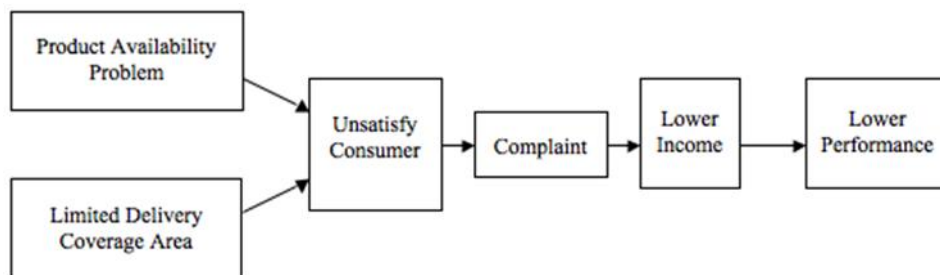 Product Availability
Problem
Limited Delivery
Coverage Area
Unsatisfy
Consumer
Complaint
Lower
Income
Lower
Performance